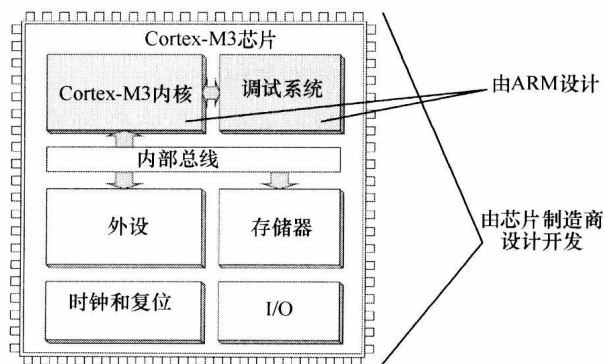 Cortex-M3芯片
Cortex-M3内核
调试系统
由ARM设计
内部总线
外设
存储器
由芯片制造商
设计开发
时钟和复位
I/O